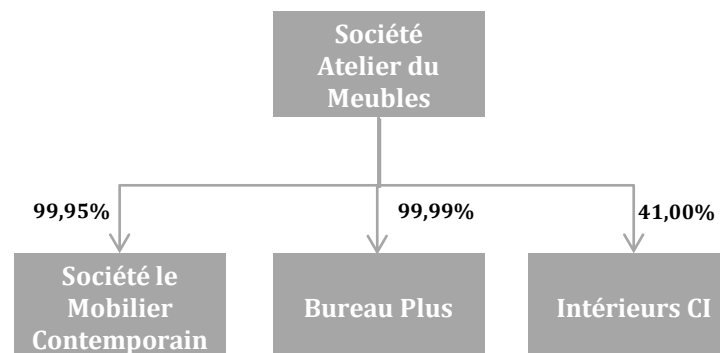 Société
Atelier du
Meubles
99,95%
99,99%
41,00%
Société le
Mobilier
Contemporain
Bureau Plus
Intérieurs CI